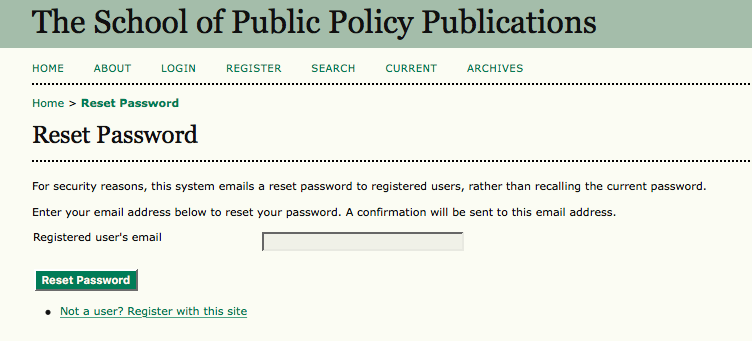 The School of Public Policy Publications
HOME ABOUT LOGIN REGISTER SEARCH CURRENT ARCHIVES
Home > Reset Password
Reset Password
For security reasons, this system emails a reset password to registered users, rather than recalling the current password.
Enter your email address below to reset your password. A confirmation will be sent to this email address.
Registered user's email
Reset Password
• Not a user? Register with this site